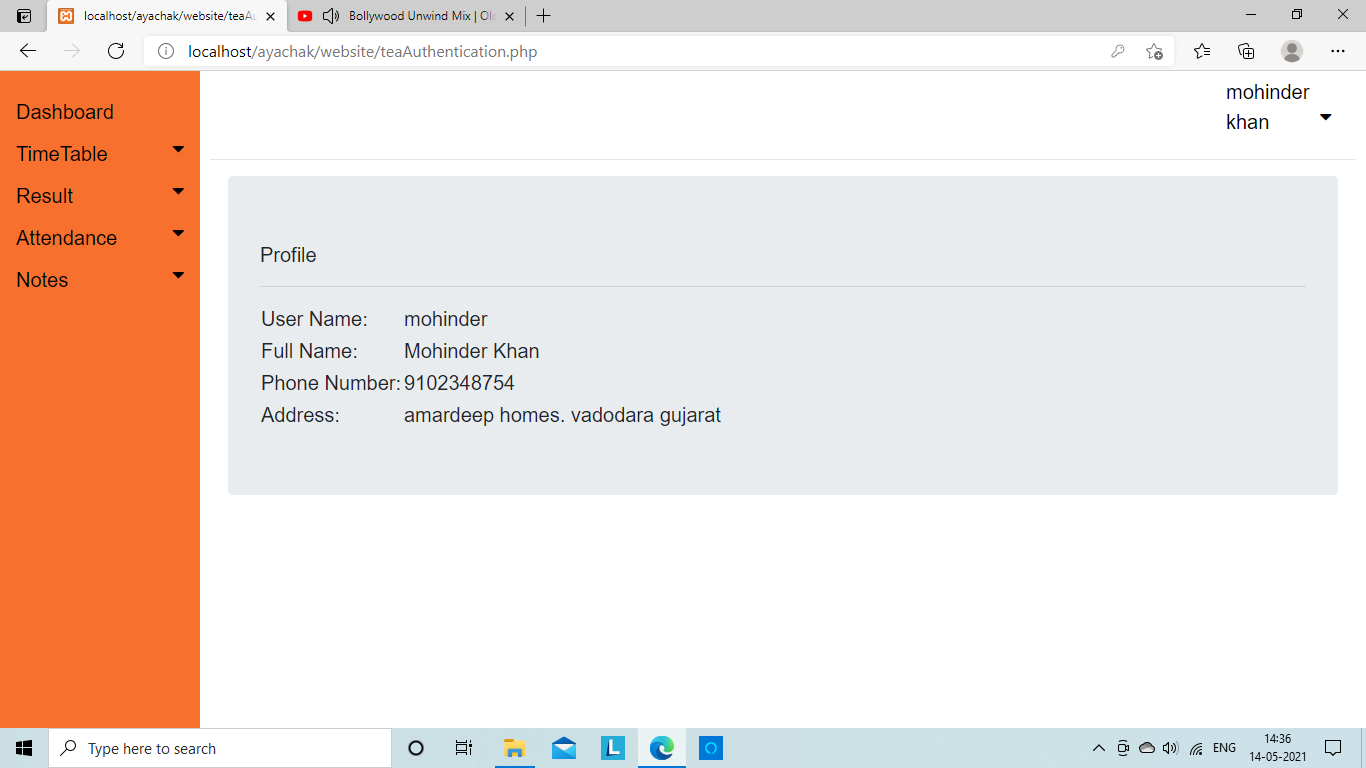 localhost/ayachak/website/teaAu
Bollywood Unwind Mix | Ol
localhost/ayachak/website/teaAuthentication.php
mohinder
khan
Dashboard
TimeTable
Result
Attendance
Notes
Profile
User Name: mohinder
Full Name: Mohinder Khan
Phone Number: 9102348754
Address: amardeep homes. vadodara gujarat
Type here to search
L
ENG
14:36
14-05-2021